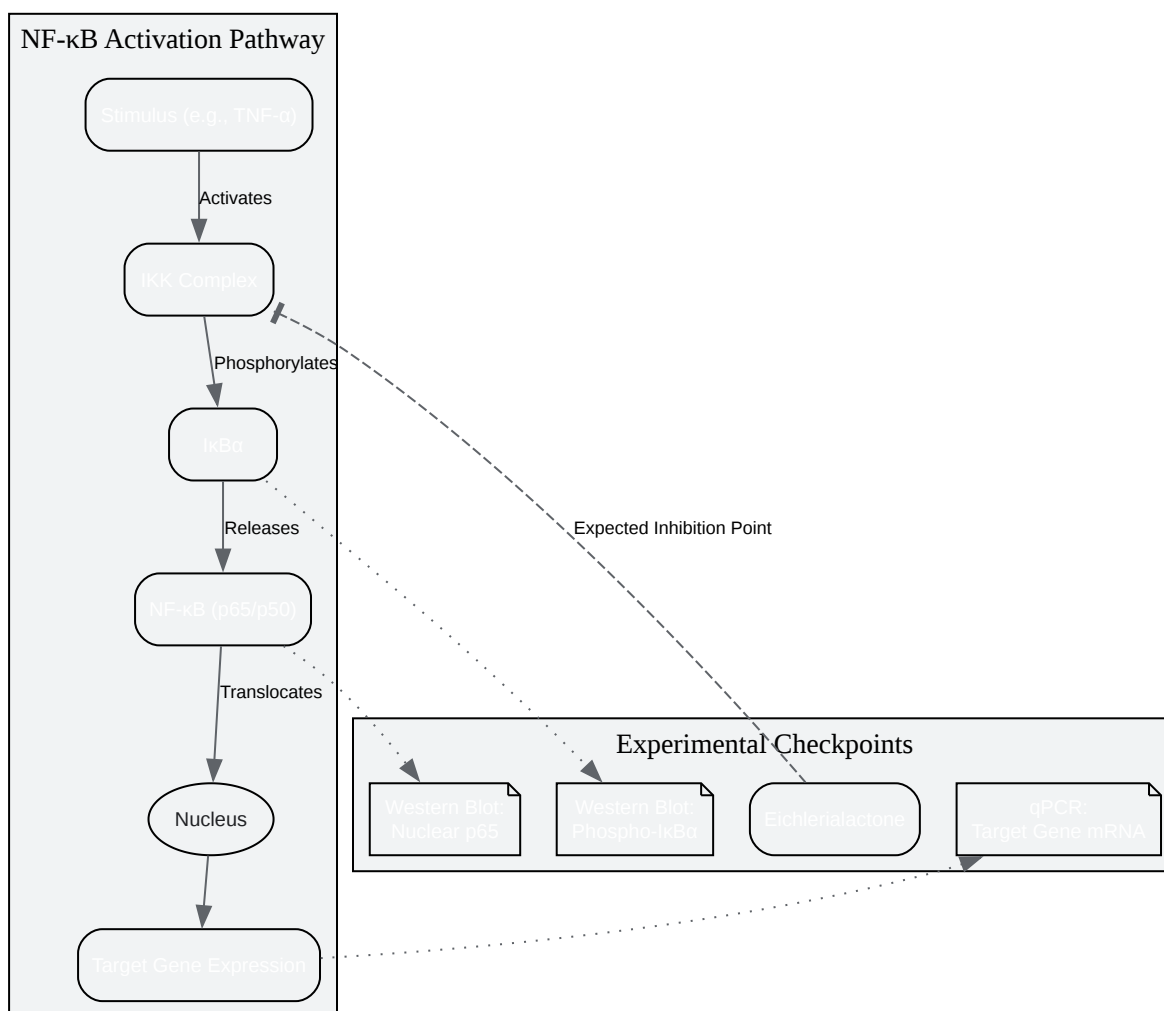 NF-κB Activation Pathway
Stimulus (e.g., TNF-α)
Activates
IKK Complex
Phosphorylates
IκBα
Releases
Expected Inhibition Point
NF-κB (p65/p50)
Translocates
Experimental Checkpoints
Western Blot:
Nuclear p65
Western Blot:
Phospho-IκBα
Eichlerialactone
qPCR:
Target Gene mRNA
Nucleus
Target Gene Expression